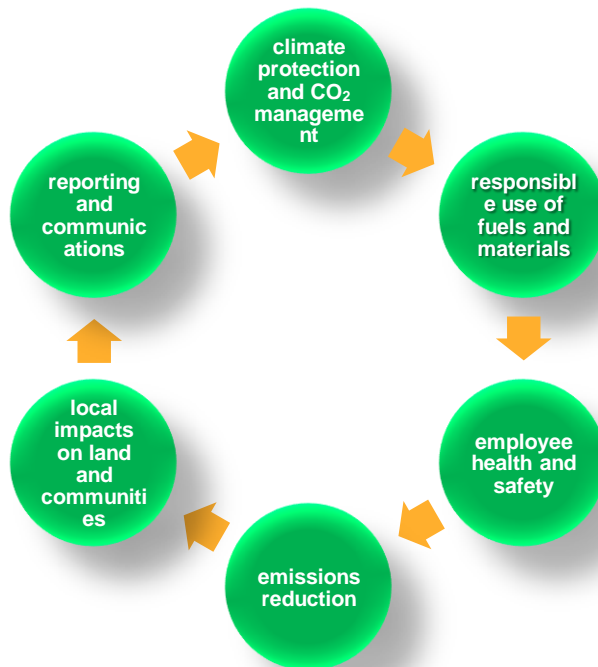 climate
protection
and CO₂
manageme
nt
responsibl
e use of
fuels and
materials
employee
health and
safety
emissions
reduction
local
impacts
on land
and
communiti
es
reporting
and
communic
ations